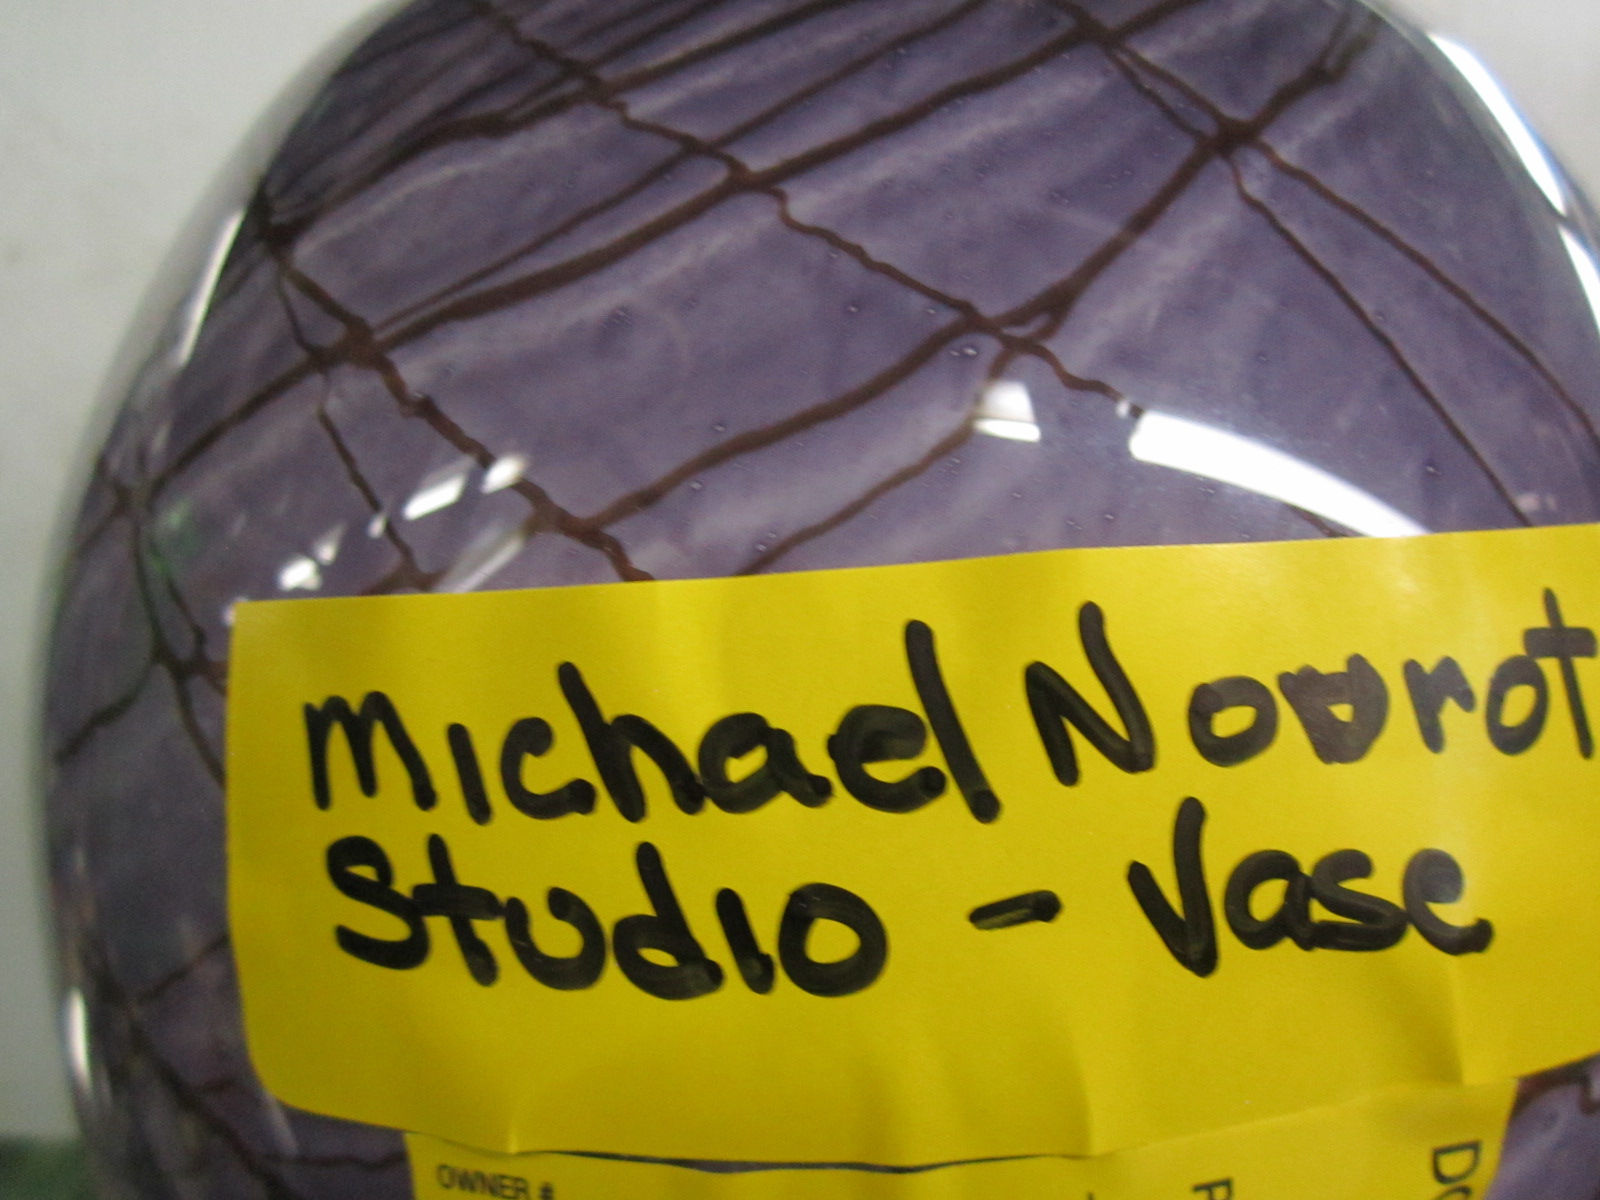 Michael Nourot
Studio - Vase
OWNER #